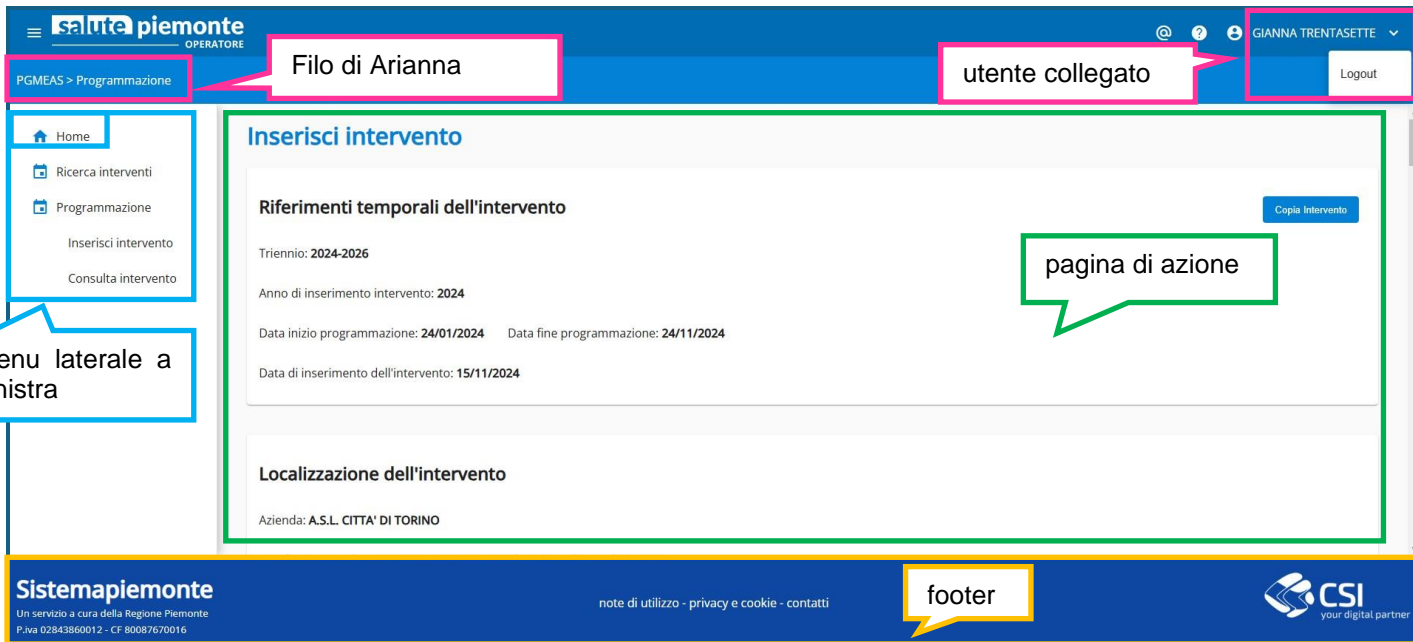 salute piemonte
OPERATORE
GIANNA TRENTASETTE
Logout
PGMEAS > Programmazione
Filo di Arianna
utente collegato
Home
Ricerca interventi
Programmazione
Inserisci intervento
Consulta intervento
enu laterale a
nistra
Inserisci intervento
Riferimenti temporali dell'intervento
Copia Intervento
Triennio: 2024-2026
Anno di inserimento intervento: 2024
Data inizio programmazione: 24/01/2024 Data fine programmazione: 24/11/2024
Data di inserimento dell'intervento: 15/11/2024
pagina di azione
Localizzazione dell'intervento
Azienda: A.S.L. CITTA' DI TORINO
Sistemapiemonte
Un servizio a cura della Regione Piemonte
P.iva 02843860012 - CF 80087670016
note di utilizzo - privacy e cookie - contatti
footer
CSI
your digital partner